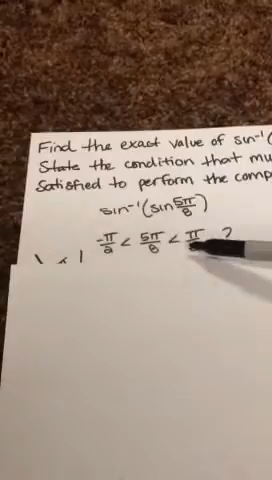 Find the exact value of sin⁻¹(
State the condition that mu
Satisfied to perform the comp
sin⁻¹(sin 5π/8)
-π/2 < 5π/8 < π/ ?